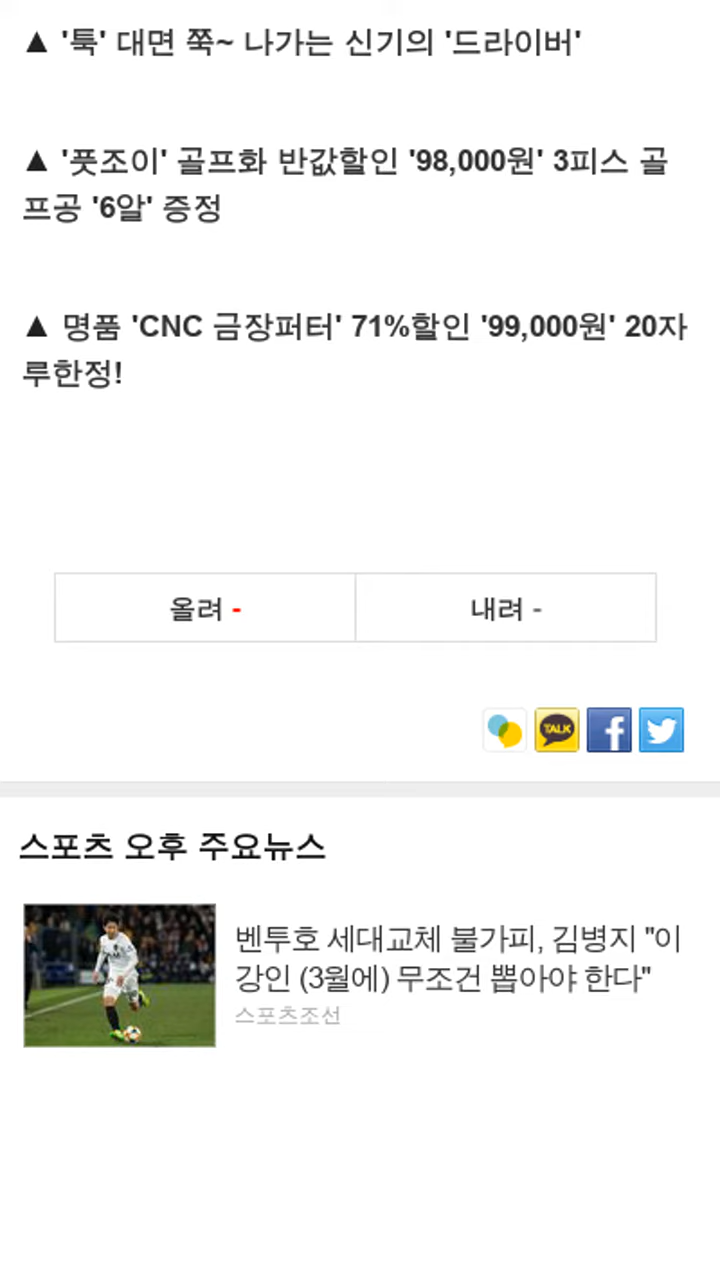 ▲ '툭' 대면 쭉~ 나가는 신기의 '드라이버'
▲ '풋조이' 골프화 반값할인 '98,000원' 3피스 골
프공 '6알' 증정
▲ 명품 'CNC 금장퍼터' 71%할인 '99,000원' 20자
루한정!
올려 -
내려 -
TALK
스포츠 오후 주요뉴스
벤투호 세대교체 불가피, 김병지 "이
강인 (3월에) 무조건 뽑아야 한다"
스포츠조선